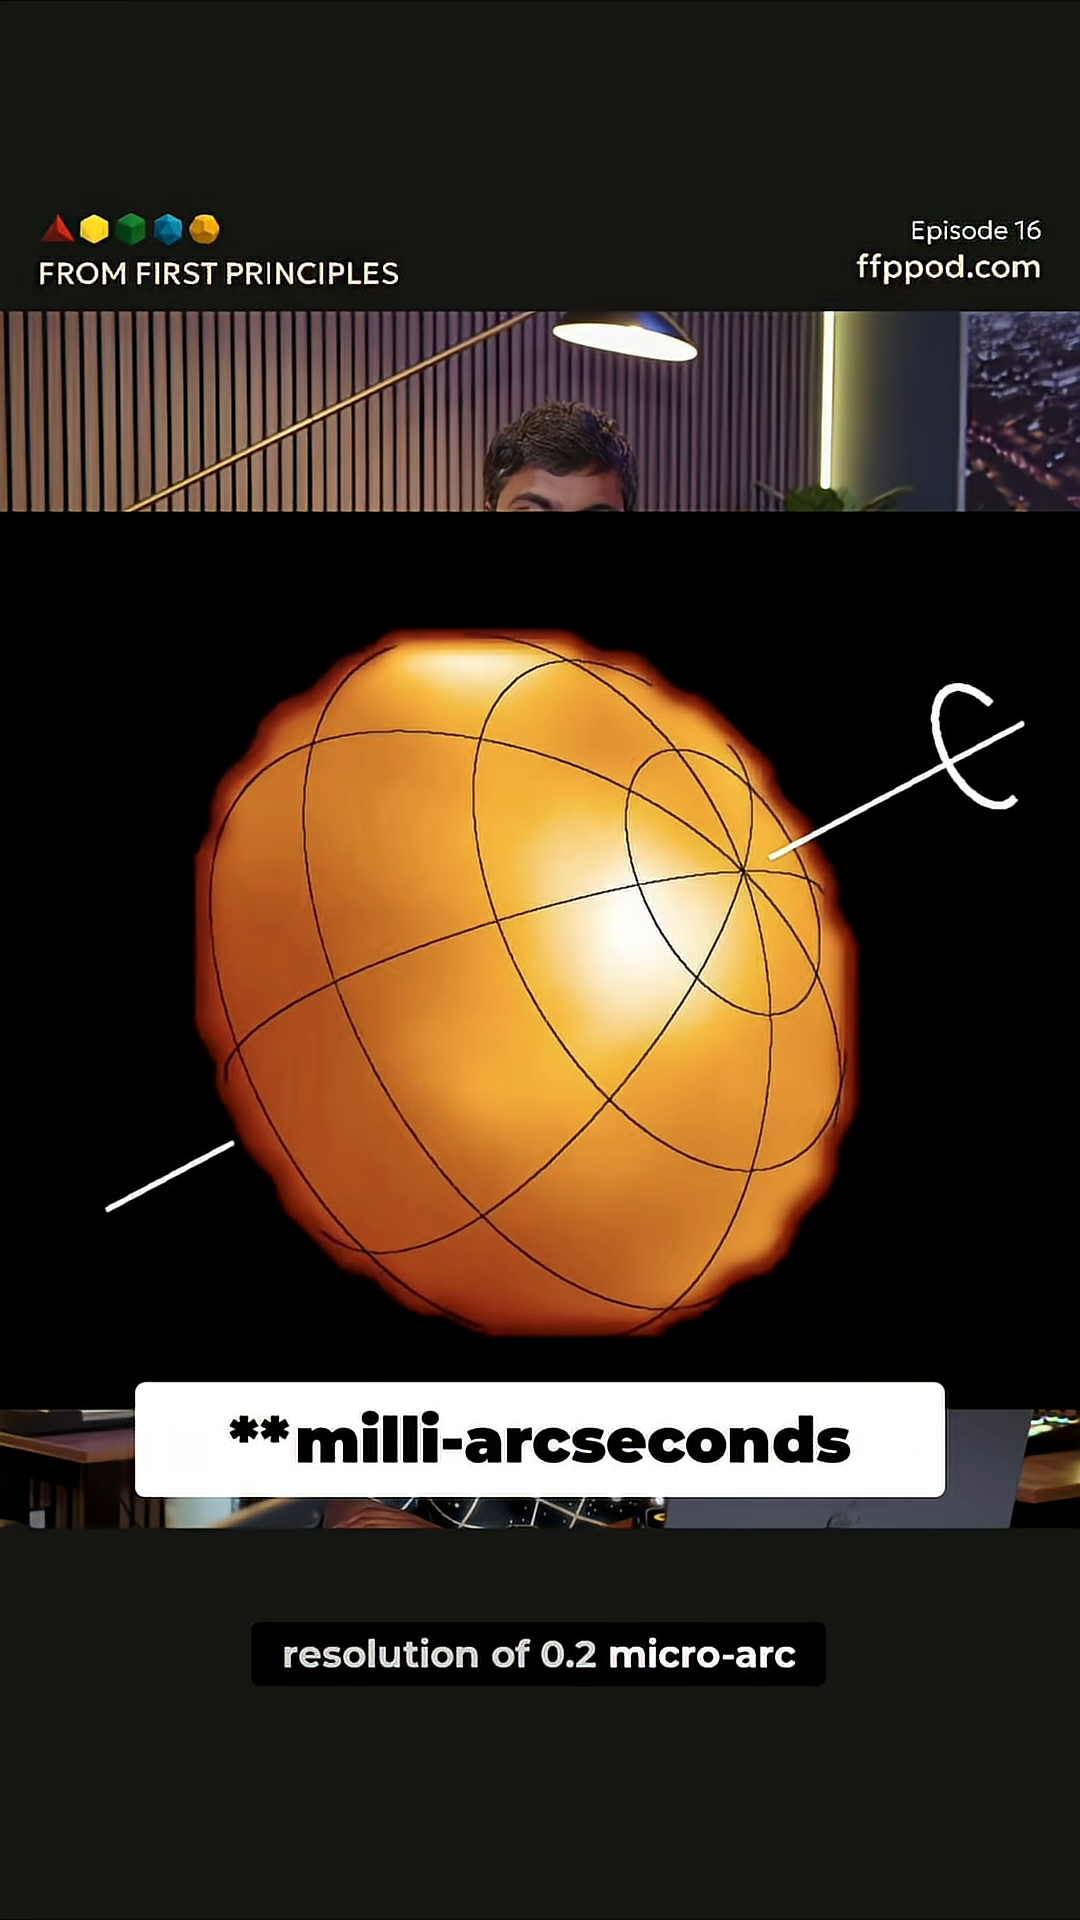 FROM FIRST PRINCIPLES
Episode 16
ffppod.com
**milli-arcseconds
resolution of 0.2 micro-arc